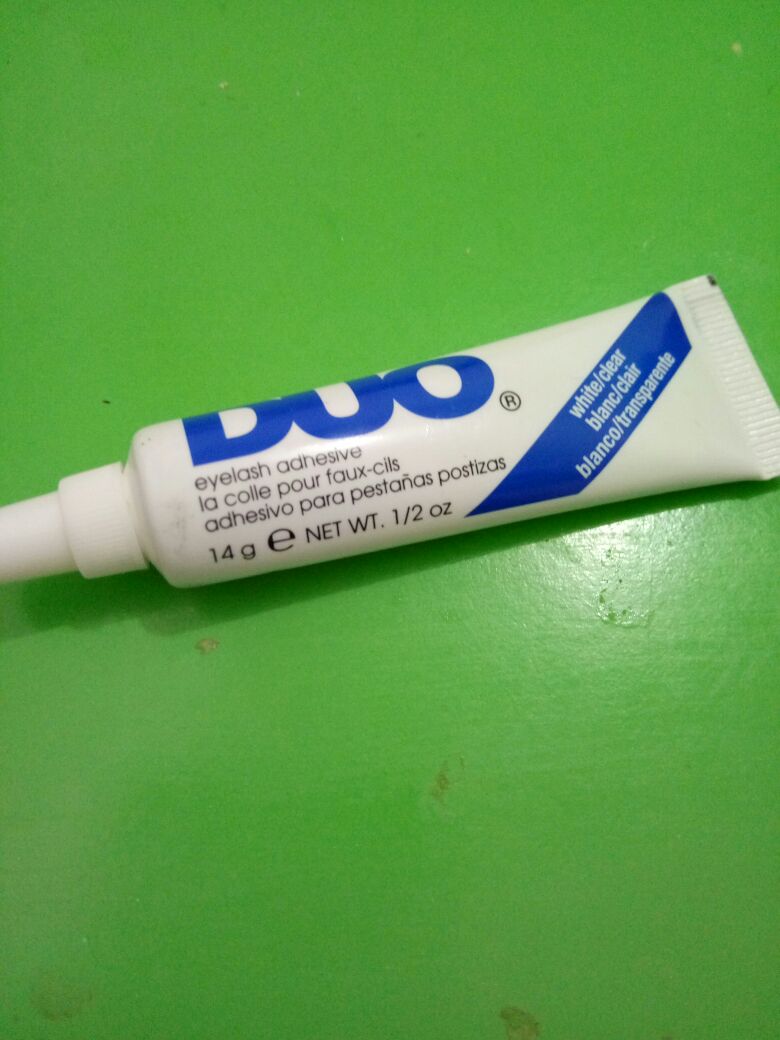 DUO®
eyelash adhesive
la colle pour faux-cils
adhesivo para pestañas postizas
14 g e NET WT. 1/2 oz
white/clear
blanc/clair
blanco/transparente